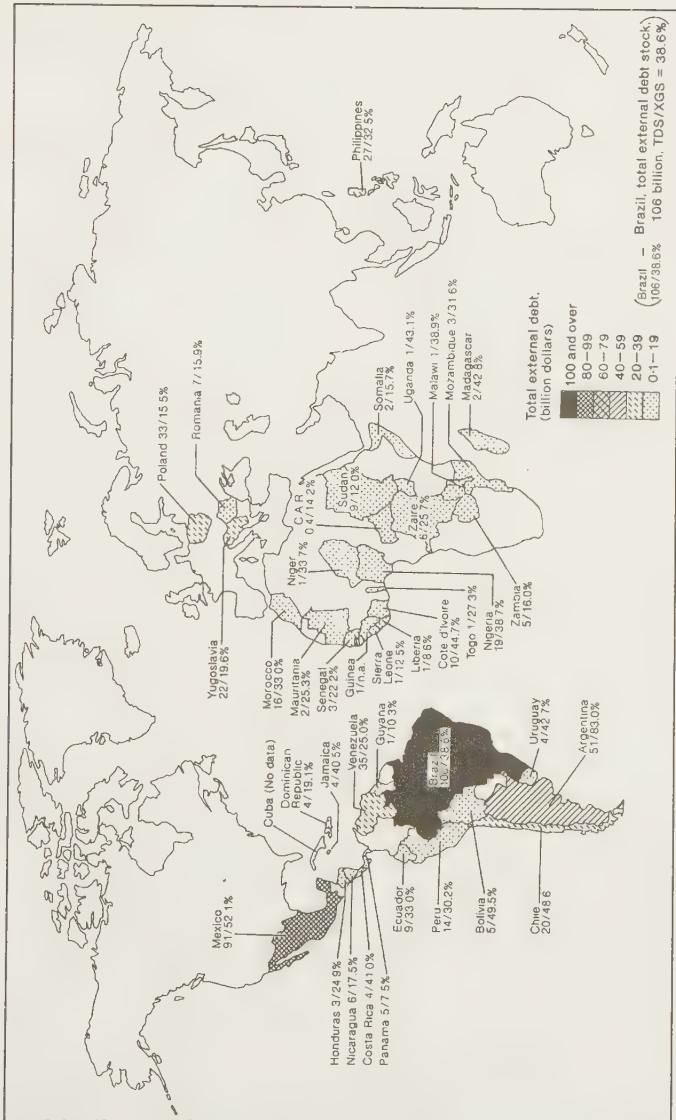 Mexico
91/52 1%
Cuba (No data)
Dominican
Republic
4/19.1%
Jamaica
4/40 5%
Venezuela
35/25.0%
Guyana
1/10 3%
Honduras 3/24 9%
Nicaragua 6/17.5%
Costa Rica 4/41 0%
Panama 5/7 5%
Ecuador
9/33 0%
Peru
14/30.2%
Bolivia
5/49.5%
Chile
20/48 6
Brazil
106/38.6%
Uruguay
4/42 7%
Argentina
51/83.0%
Poland 33/15 5%
Romania 7/15.9%
Yugoslavia
22/19.6%
Morocco
16/33 0%
Mauritania
2/25.3%
Senegal
3/22 2%
Guinea
1/n.a.
Sierra
Leone
1/12 5%
Liberia
1/8 6%
Cote d'Ivoire
10/44.7%
Togo 1/27 3%
Nigeria
19/38 7%
Zambia
5/16.0%
Niger
1/33 7%
C A R
0 4/14 2%
Sudan
9/12 0%
Zaire
6/25 7%
Somalia
2/15.7%
Uganda 1/43.1%
Malawi 1/38.9%
Mozambique 3/31 6%
Madagascar
2/42 8%
Philippines
27/32 5%
Total external debt,
(billion dollars)
100 and over
80–99
60–79
40–59
20–39
0·1–19
(Brazil – Brazil, total external debt stock,
106/38.6% 106 billion, TDS/XGS = 38.6%)